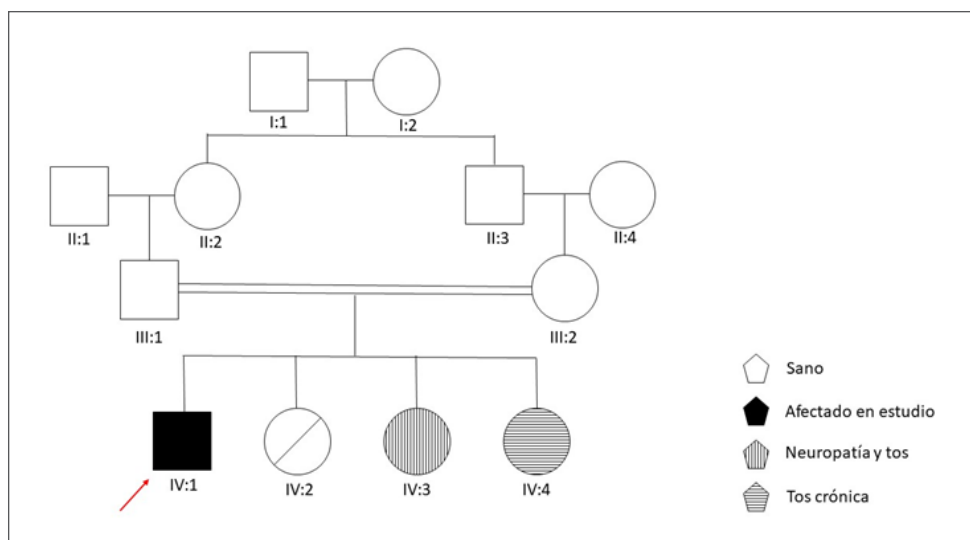 I:1
I:2
II:1
II:2
II:3
II:4
III:1
III:2
IV:1
IV:2
IV:3
IV:4
Sano
Afectado en estudio
Neuropatía y tos
Tos crónica